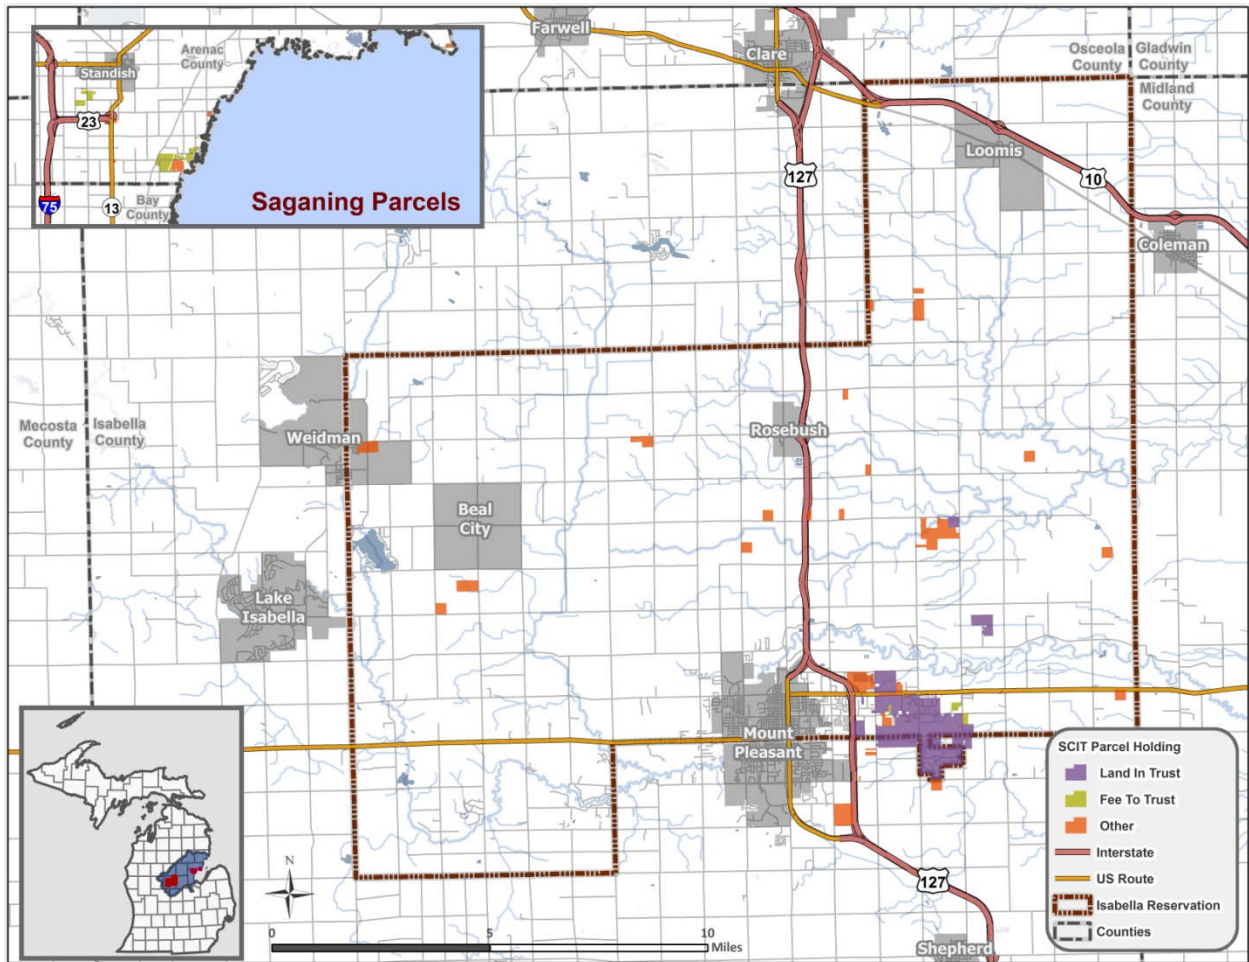 Farwell
Clare
Osceola
County
Gladwin
County
Midland
County
Arenac
County
Standish
23
75
13
Bay
County
Saganing Parcels
127
Loomis
10
Coleman
Mecosta
County
Isabella
County
Weidman
Rosebush
Beal
City
Lake
Isabella
Mount
Pleasant
127
Shepherd
N
0
5
10
Miles
SCIT Parcel Holding
Land In Trust
Fee To Trust
Other
Interstate
US Route
Isabella Reservation
Counties